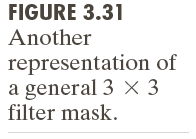 FIGURE 3.31
Another
representation of
a general 3 × 3
filter mask.